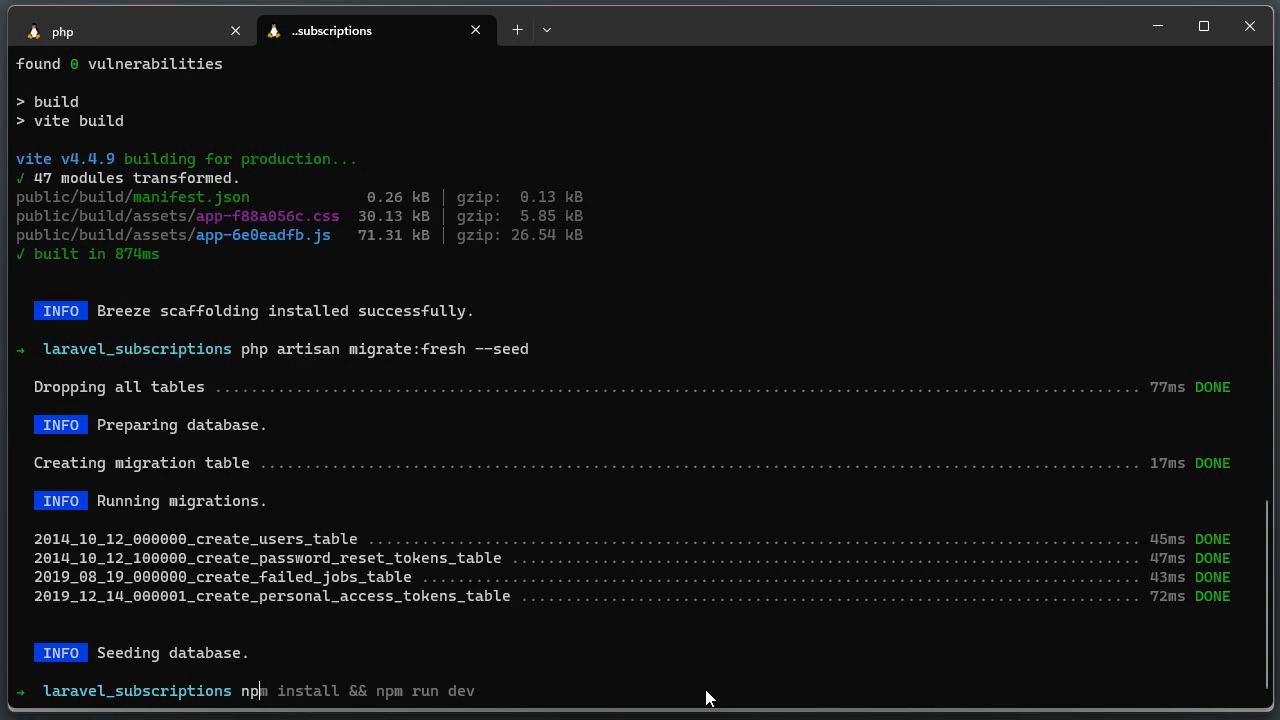 php
..subscriptions
found 0 vulnerabilities
> build
> vite build
vite v4.4.9 building for production...
✓ 47 modules transformed.
public/build/manifest.json 0.26 kB │ gzip: 0.13 kB
public/build/assets/app-f88a056c.css 30.13 kB │ gzip: 5.85 kB
public/build/assets/app-6e0eadfb.js 71.31 kB │ gzip: 26.54 kB
✓ built in 874ms
INFO Breeze scaffolding installed successfully.
→ laravel_subscriptions php artisan migrate:fresh --seed
Dropping all tables ....................................................................................................... 77ms DONE
INFO Preparing database.
Creating migration table .................................................................................................. 17ms DONE
INFO Running migrations.
2014_10_12_000000_create_users_table ...................................................................................... 45ms DONE
2014_10_12_100000_create_password_reset_tokens_table ...................................................................... 47ms DONE
2019_08_19_000000_create_failed_jobs_table ................................................................................ 43ms DONE
2019_12_14_000001_create_personal_access_tokens_table ..................................................................... 72ms DONE
INFO Seeding database.
→ laravel_subscriptions npm install && npm run dev